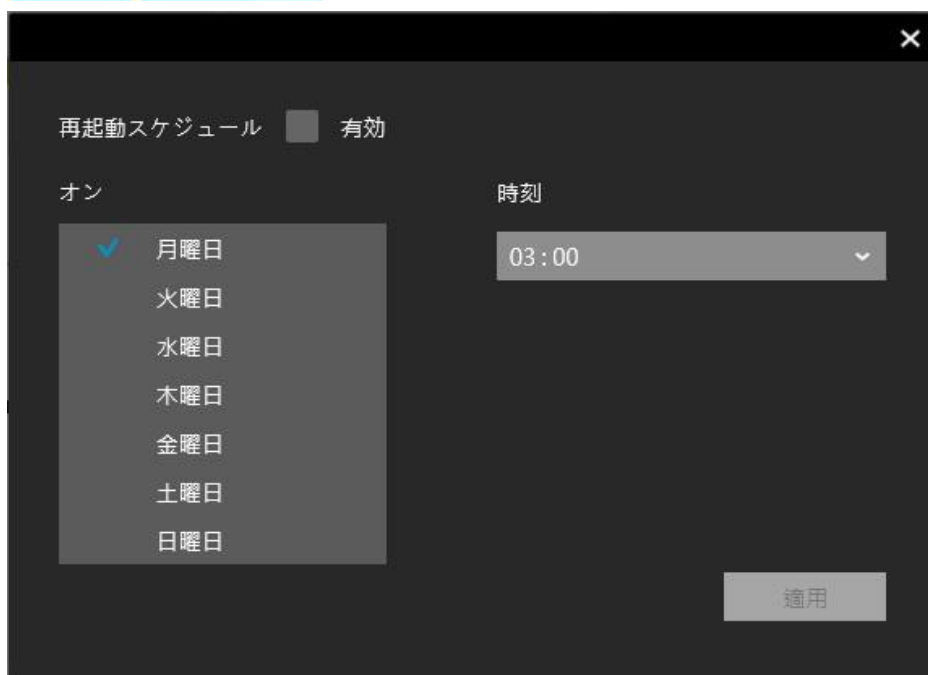 再起動スケジュール 有効
オン
時刻
月曜日
03:00
火曜日
水曜日
木曜日
金曜日
土曜日
日曜日
適用